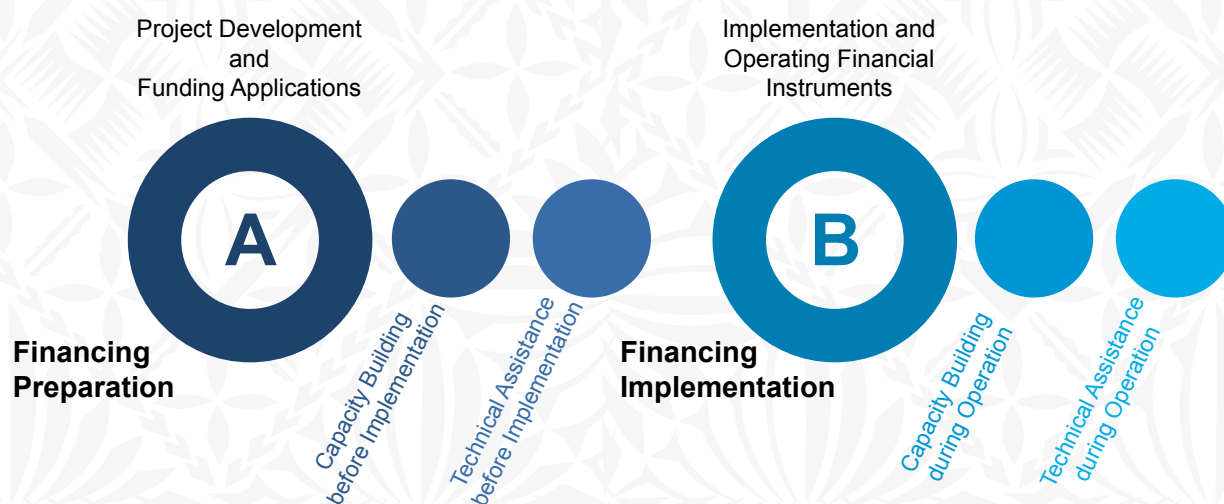 Project Development
and
Funding Applications
A
Financing
Preparation
Capacity Building
before Implementation
Technical Assistance
before Implementation
Implementation and
Operating Financial
Instruments
B
Financing
Implementation
Capacity Building
during Operation
Technical Assistance
during Operation